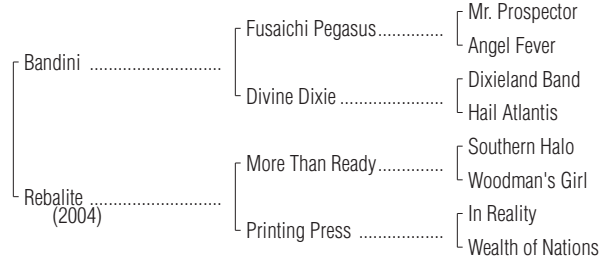 Mr. Prospector
Fusaichi Pegasus..............
Angel Fever
Bandini ............................
Dixieland Band
Divine Dixie ......................
Hail Atlantis
Southern Halo
More Than Ready..............
Woodman's Girl
Rebalite ............................
(2004)
In Reality
Printing Press ..................
Wealth of Nations